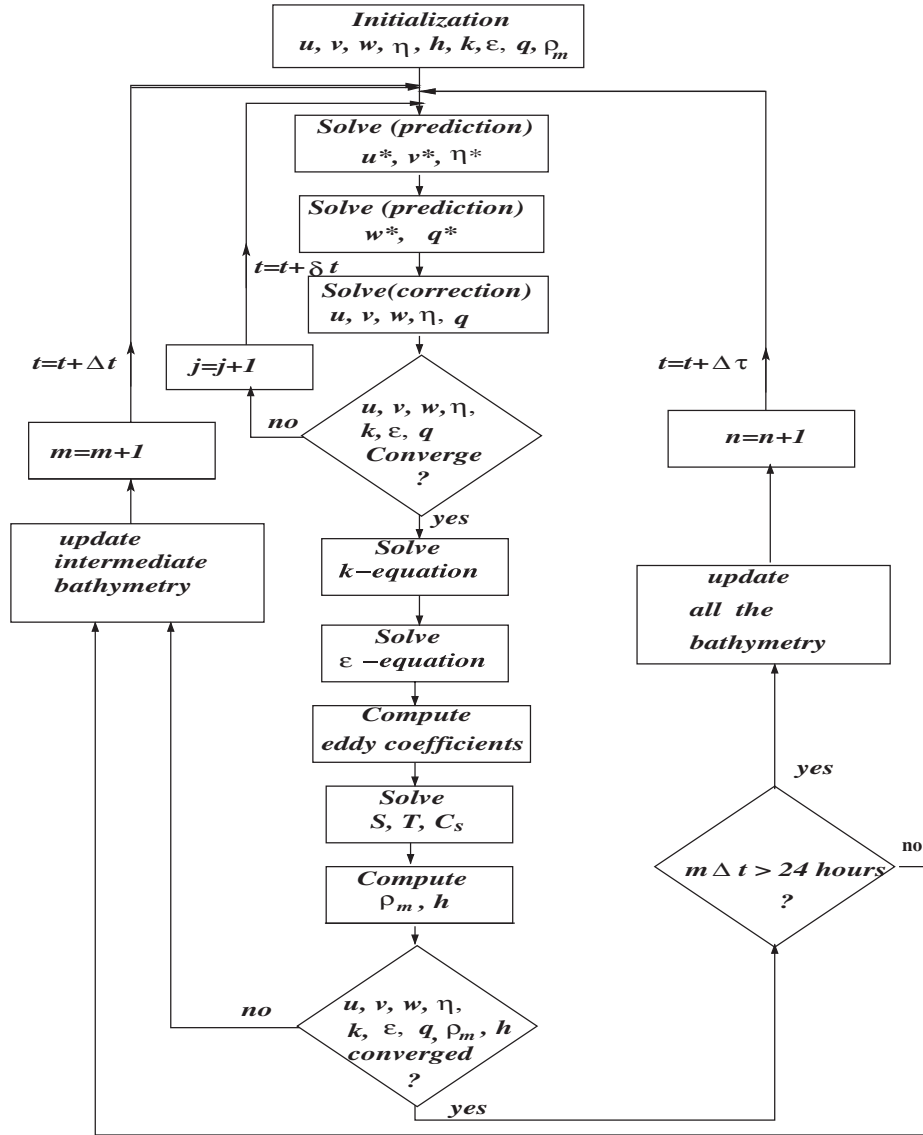 Initialization
u, v, w, η, h, k, ε, q, ρm
Solve (prediction)
u*, v*, η*
Solve (prediction)
w*, q*
t=t+δt
Solve(correction)
u, v, w, η, q
t=t+Δt
j=j+1
t=t+Δτ
no
u, v, w, η,
k, ε, q
Converge
?
m=m+1
n=n+1
yes
update
intermediate
bathymetry
Solve
k−equation
update
all the
bathymetry
Solve
ε −equation
Compute
eddy coefficients
yes
Solve
S, T, Cs
no
m Δ t > 24 hours
?
Compute
ρm, h
no
u, v, w, η,
k, ε, q, ρm, h
converged
?
yes